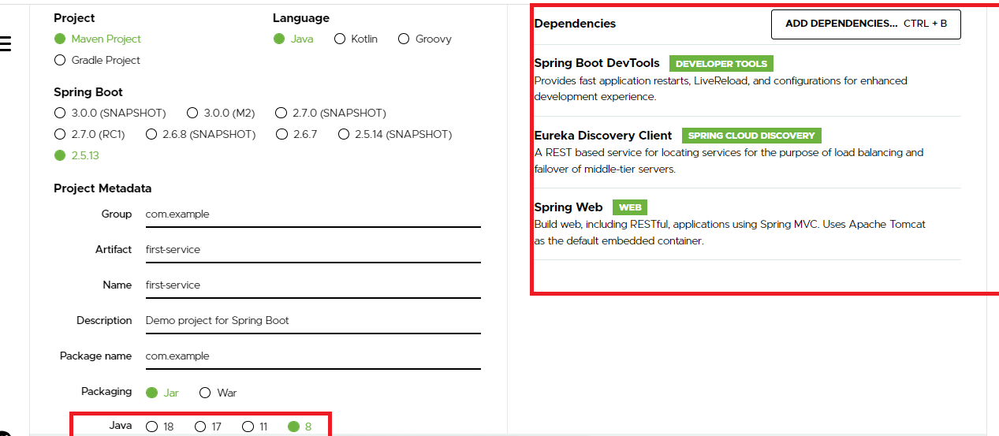 Project
Maven Project
Gradle Project
Language
Java Kotlin Groovy
Spring Boot
3.0.0 (SNAPSHOT) 3.0.0 (M2) 2.7.0 (SNAPSHOT)
2.7.0 (RC1) 2.6.8 (SNAPSHOT) 2.6.7 2.5.14 (SNAPSHOT)
2.5.13
Project Metadata
Group com.example
Artifact first-service
Name first-service
Description Demo project for Spring Boot
Package name com.example
Packaging Jar War
Java 18 17 11 8
Dependencies ADD DEPENDENCIES... CTRL + B
Spring Boot DevTools DEVELOPER TOOLS
Provides fast application restarts, LiveReload, and configurations for enhanced
development experience.
Eureka Discovery Client SPRING CLOUD DISCOVERY
A REST based service for locating services for the purpose of load balancing and
failover of middle-tier servers.
Spring Web WEB
Build web, including RESTful, applications using Spring MVC. Uses Apache Tomcat
as the default embedded container.